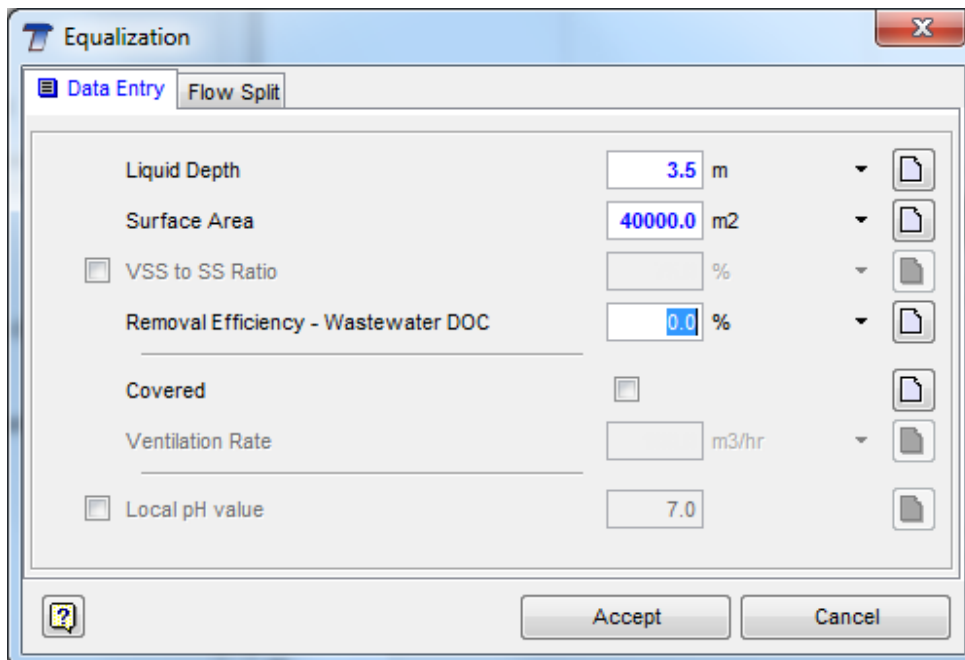 Equalization
Data Entry Flow Split
Liquid Depth 3.5 m
Surface Area 40000.0 m2
VSS to SS Ratio %
Removal Efficiency - Wastewater DOC 0.0 %
Covered
Ventilation Rate m3/hr
Local pH value 7.0
? Accept Cancel